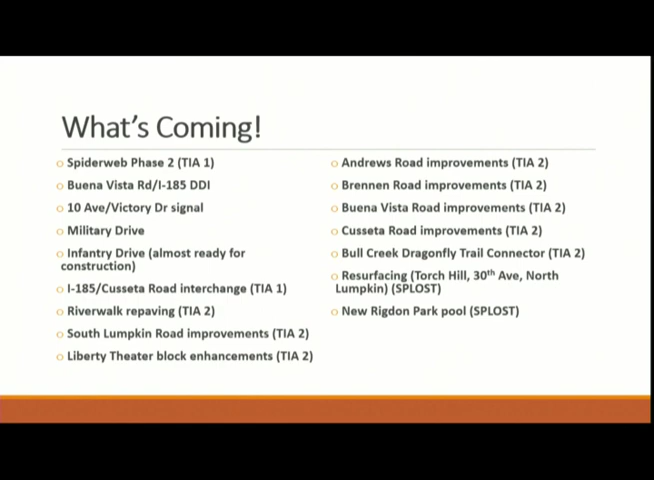 What's Coming!
Spiderweb Phase 2 (TIA 1)
Buena Vista Rd/I-185 DDI
10 Ave/Victory Dr signal
Military Drive
Infantry Drive (almost ready for
construction)
I-185/Cusseta Road interchange (TIA 1)
Riverwalk repaving (TIA 2)
South Lumpkin Road improvements (TIA 2)
Liberty Theater block enhancements (TIA 2)
Andrews Road improvements (TIA 2)
Brennen Road improvements (TIA 2)
Buena Vista Road improvements (TIA 2)
Cusseta Road improvements (TIA 2)
Bull Creek Dragonfly Trail Connector (TIA 2)
Resurfacing (Torch Hill, 30th Ave, North
Lumpkin) (SPLOST)
New Rigdon Park pool (SPLOST)